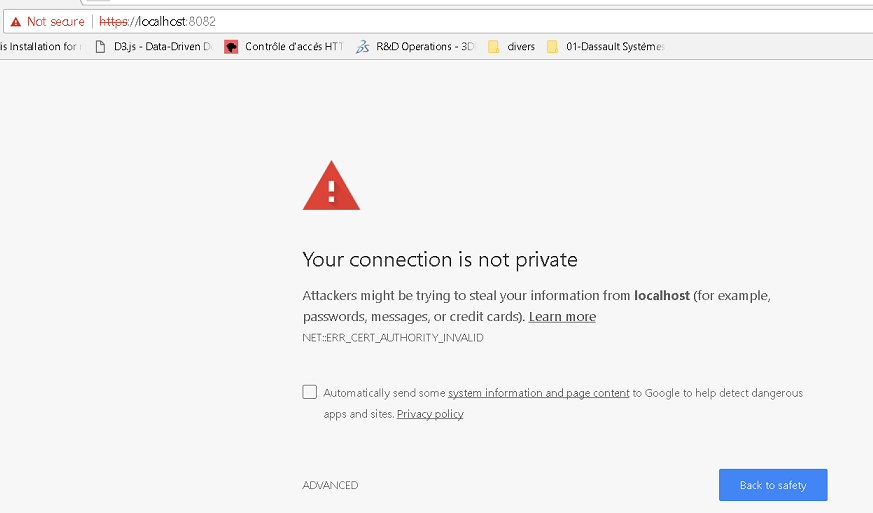 Not secure https://localhost:8082
is Installation for D3.js - Data-Driven D Contrôle d'accés HTT R&D Operations - 3D divers 01-Dassault Systèmes
Your connection is not private
Attackers might be trying to steal your information from localhost (for example,
passwords, messages, or credit cards). Learn more
NET::ERR_CERT_AUTHORITY_INVALID
Automatically send some system information and page content to Google to help detect dangerous
apps and sites. Privacy policy
ADVANCED Back to safety